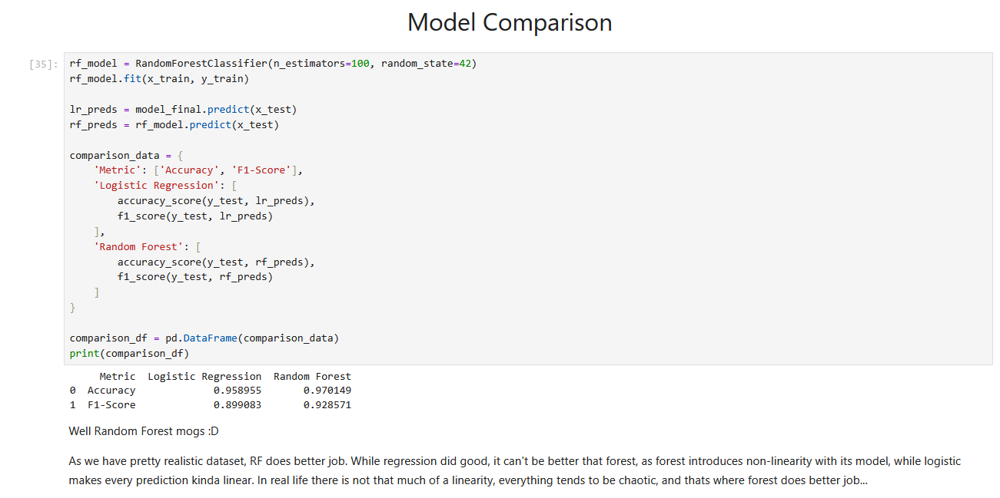 Model Comparison
[35]:
rf_model = RandomForestClassifier(n_estimators=100, random_state=42)
rf_model.fit(x_train, y_train)
lr_preds = model_final.predict(x_test)
rf_preds = rf_model.predict(x_test)
comparison_data = {
    'Metric': ['Accuracy', 'F1-Score'],
    'Logistic Regression': [
        accuracy_score(y_test, lr_preds),
        f1_score(y_test, lr_preds)
    ],
    'Random Forest': [
        accuracy_score(y_test, rf_preds),
        f1_score(y_test, rf_preds)
    ]
}
comparison_df = pd.DataFrame(comparison_data)
print(comparison_df)
     Metric  Logistic Regression  Random Forest
0  Accuracy             0.958955       0.970149
1  F1-Score             0.899083       0.928571
Well Random Forest mogs :D
As we have pretty realistic dataset, RF does better job. While regression did good, it can't be better that forest, as forest introduces non-linearity with its model, while logistic
makes every prediction kinda linear. In real life there is not that much of a linearity, everything tends to be chaotic, and thats where forest does better job...